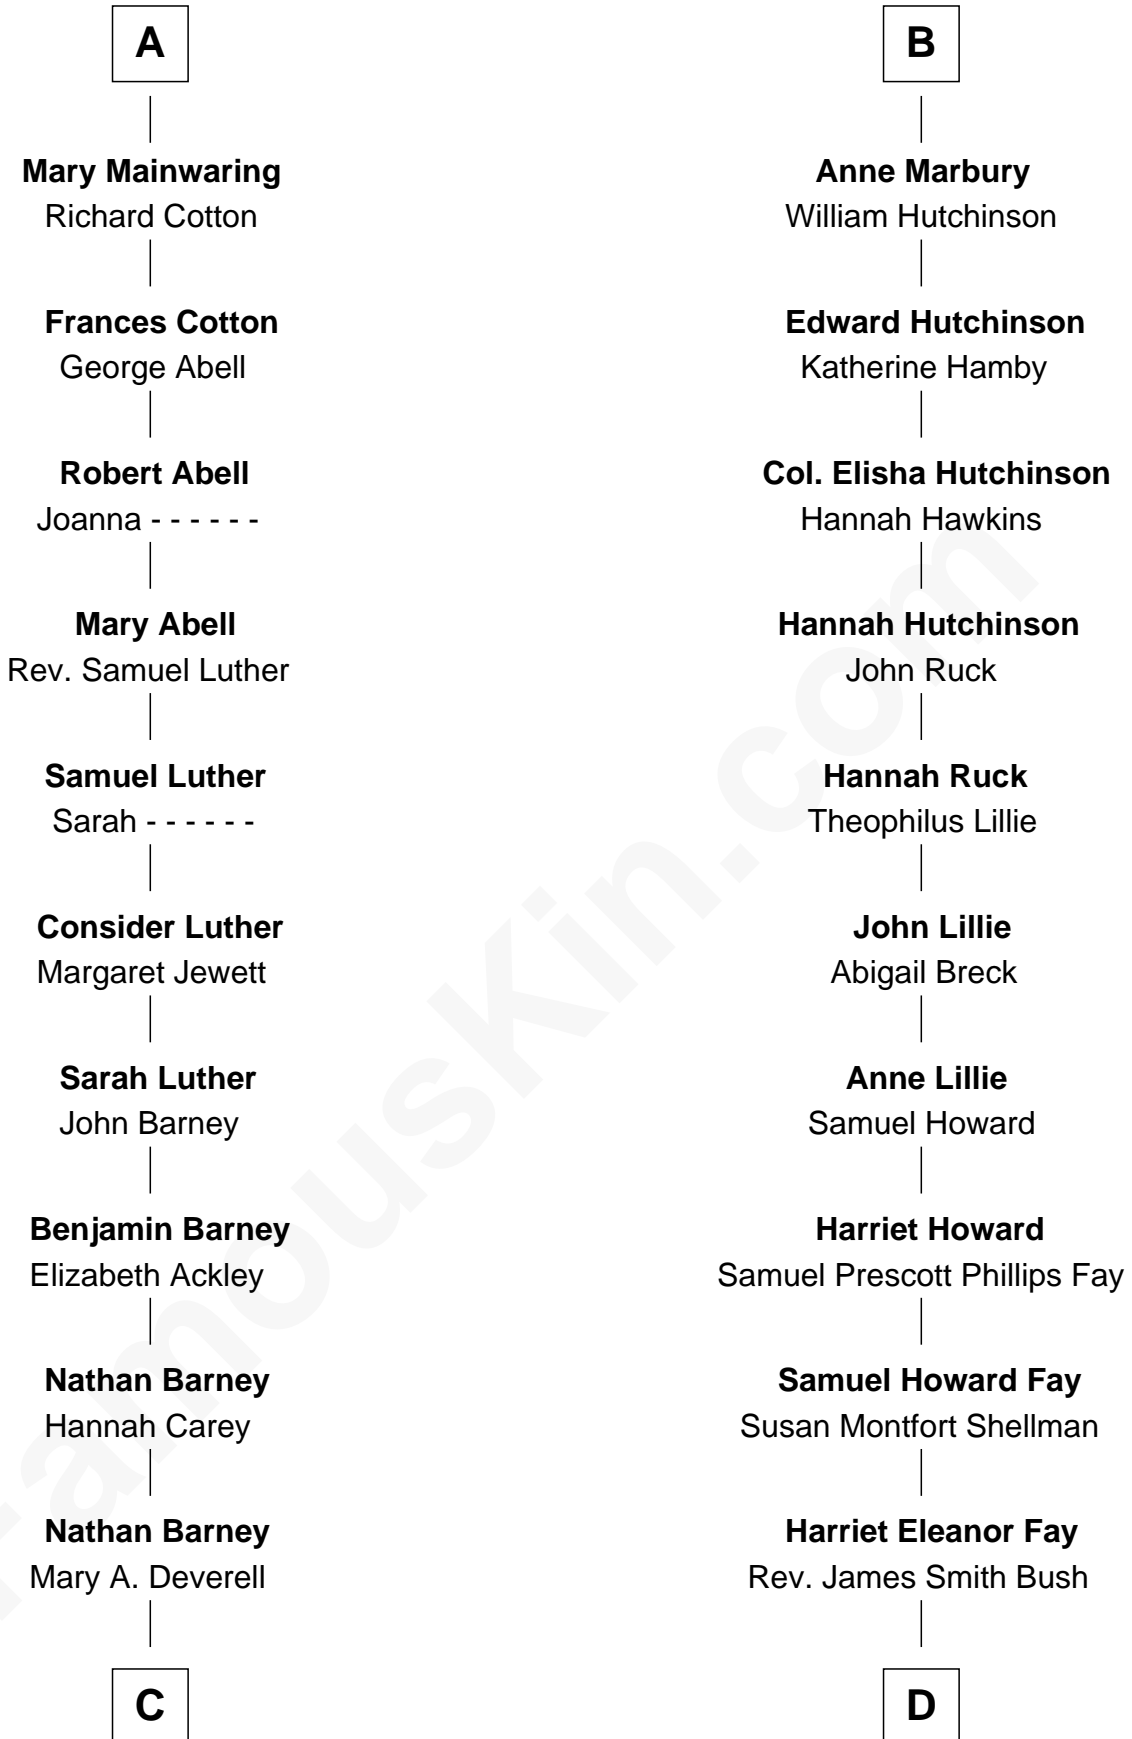 A
Mary Mainwaring
Richard Cotton
Frances Cotton
George Abell
Robert Abell
Joanna - - - - - -
Mary Abell
Rev. Samuel Luther
Samuel Luther
Sarah - - - - - -
Consider Luther
Margaret Jewett
Sarah Luther
John Barney
Benjamin Barney
Elizabeth Ackley
Nathan Barney
Hannah Carey
Nathan Barney
Mary A. Deverell
C
B
Anne Marbury
William Hutchinson
Edward Hutchinson
Katherine Hamby
Col. Elisha Hutchinson
Hannah Hawkins
Hannah Hutchinson
John Ruck
Hannah Ruck
Theophilus Lillie
John Lillie
Abigail Breck
Anne Lillie
Samuel Howard
Harriet Howard
Samuel Prescott Phillips Fay
Samuel Howard Fay
Susan Montfort Shellman
Harriet Eleanor Fay
Rev. James Smith Bush
D
FamousKin.com